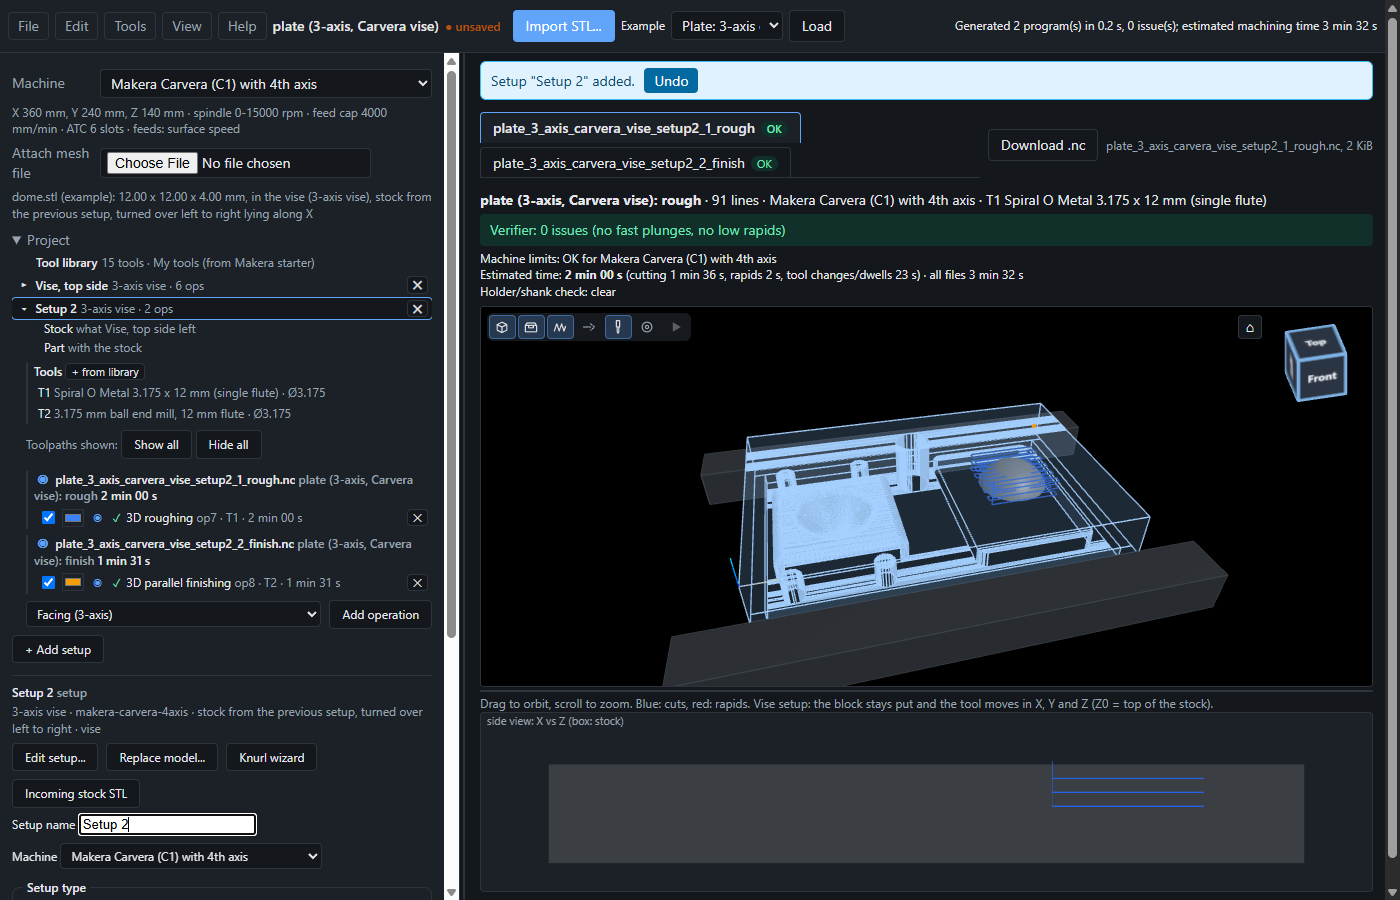 File Edit Tools View Help plate (3-axis, Carvera vise) • unsaved Import STL... Example Plate: 3-axis Load Generated 2 program(s) in 0.2 s, 0 issue(s); estimated machining time 3 min 32 s
Machine Makera Carvera (C1) with 4th axis
X 360 mm, Y 240 mm, Z 140 mm · spindle 0-15000 rpm · feed cap 4000
mm/min · ATC 6 slots · feeds: surface speed
Attach mesh
file
Choose File No file chosen
dome.stl (example): 12.00 x 12.00 x 4.00 mm, in the vise (3-axis vise), stock from
the previous setup, turned over left to right lying along X
Project
Tool library 15 tools · My tools (from Makera starter)
Vise, top side 3-axis vise · 6 ops
Setup 2 3-axis vise · 2 ops
Stock what Vise, top side left
Part with the stock
Tools + from library
T1 Spiral O Metal 3.175 x 12 mm (single flute) · Ø3.175
T2 3.175 mm ball end mill, 12 mm flute · Ø3.175
Toolpaths shown: Show all Hide all
plate_3_axis_carvera_vise_setup2_1_rough.nc plate (3-axis, Carvera
vise): rough 2 min 00 s
✓ 3D roughing op7 · T1 · 2 min 00 s
plate_3_axis_carvera_vise_setup2_2_finish.nc plate (3-axis, Carvera
vise): finish 1 min 31 s
✓ 3D parallel finishing op8 · T2 · 1 min 31 s
Facing (3-axis) Add operation
+ Add setup
Setup 2 setup
3-axis vise · makera-carvera-4axis · stock from the previous setup, turned over
left to right · vise
Edit setup... Replace model... Knurl wizard
Incoming stock STL
Setup name Setup 2
Machine Makera Carvera (C1) with 4th axis
Setup type
Setup "Setup 2" added. Undo
plate_3_axis_carvera_vise_setup2_1_rough OK
plate_3_axis_carvera_vise_setup2_2_finish OK
Download .nc plate_3_axis_carvera_vise_setup2_1_rough.nc, 2 KiB
plate (3-axis, Carvera vise): rough · 91 lines · Makera Carvera (C1) with 4th axis · T1 Spiral O Metal 3.175 x 12 mm (single flute)
Verifier: 0 issues (no fast plunges, no low rapids)
Machine limits: OK for Makera Carvera (C1) with 4th axis
Estimated time: 2 min 00 s (cutting 1 min 36 s, rapids 2 s, tool changes/dwells 23 s) · all files 3 min 32 s
Holder/shank check: clear
Top
Front
Drag to orbit, scroll to zoom. Blue: cuts, red: rapids. Vise setup: the block stays put and the tool moves in X, Y and Z (Z0 = top of the stock).
side view: X vs Z (box: stock)